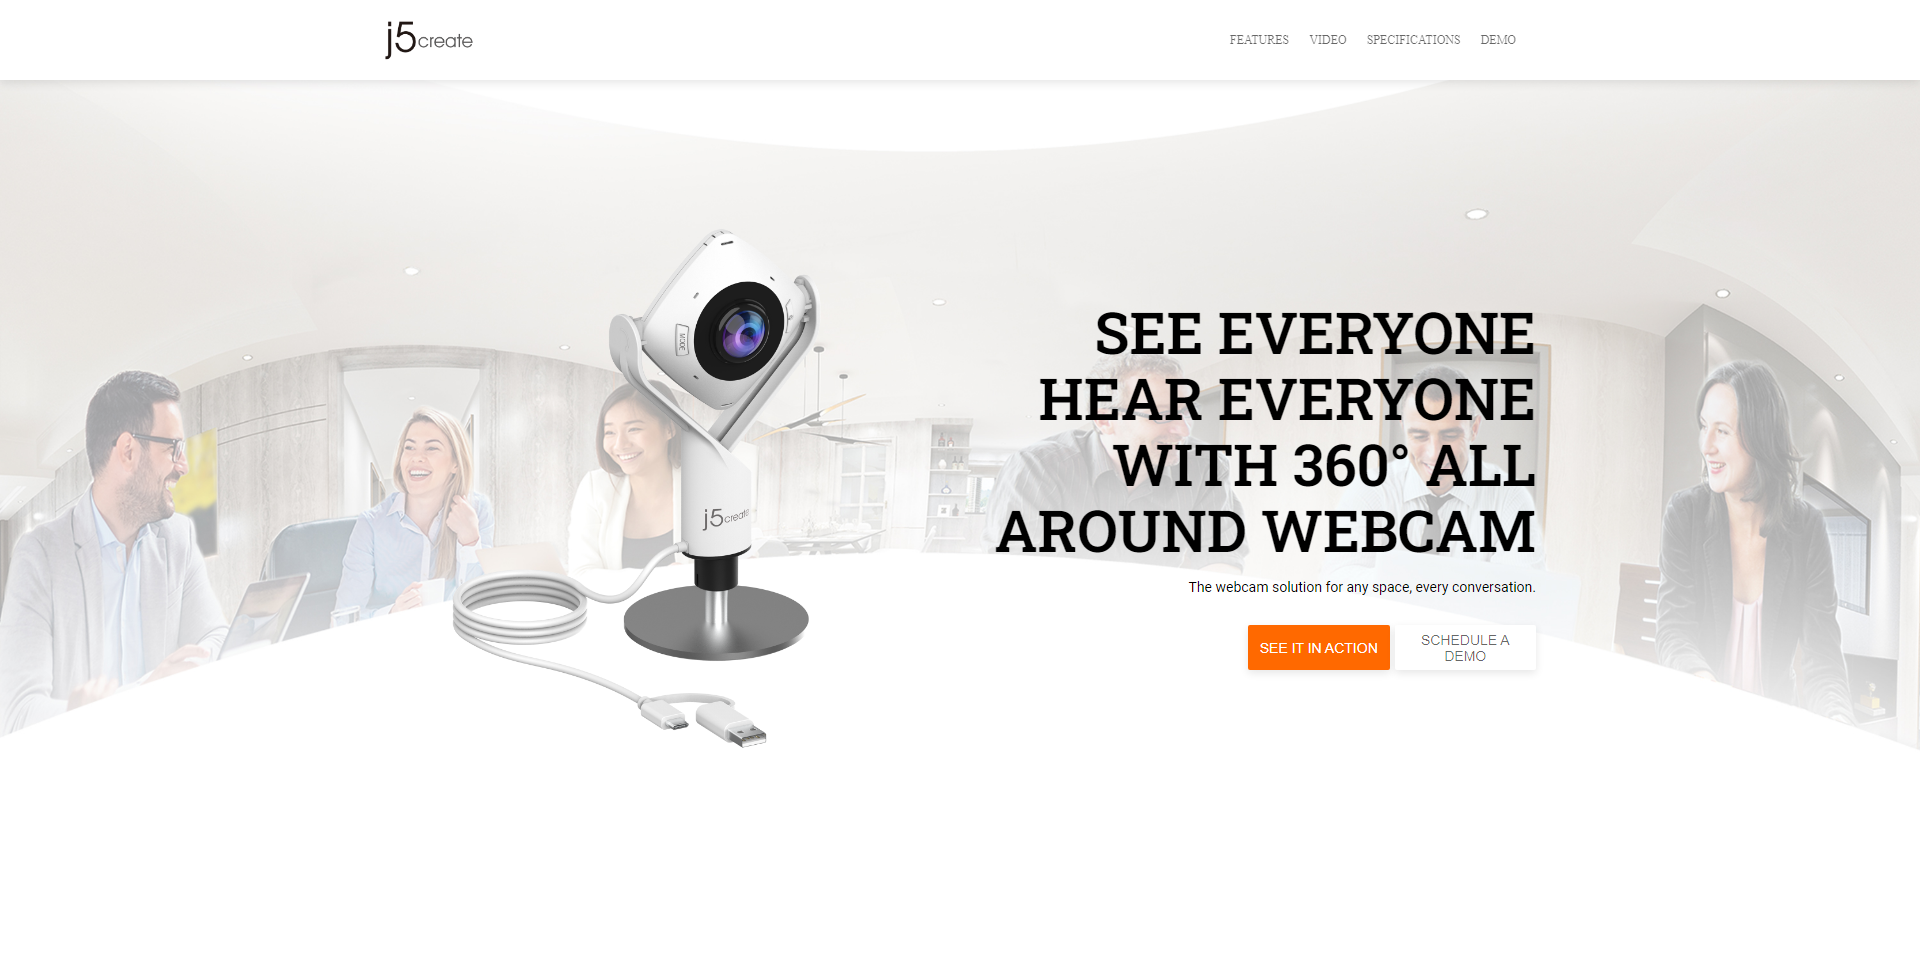 j5create
FEATURES VIDEO SPECIFICATIONS DEMO
MODE
j5create
SEE EVERYONE
HEAR EVERYONE
WITH 360° ALL
AROUND WEBCAM
The webcam solution for any space, every conversation.
SEE IT IN ACTION
SCHEDULE A
DEMO